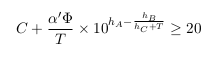 $C + \frac{\alpha' \Phi}{T} \times 10^{h_A - \frac{h_B}{h_C + T}} \geq 20$